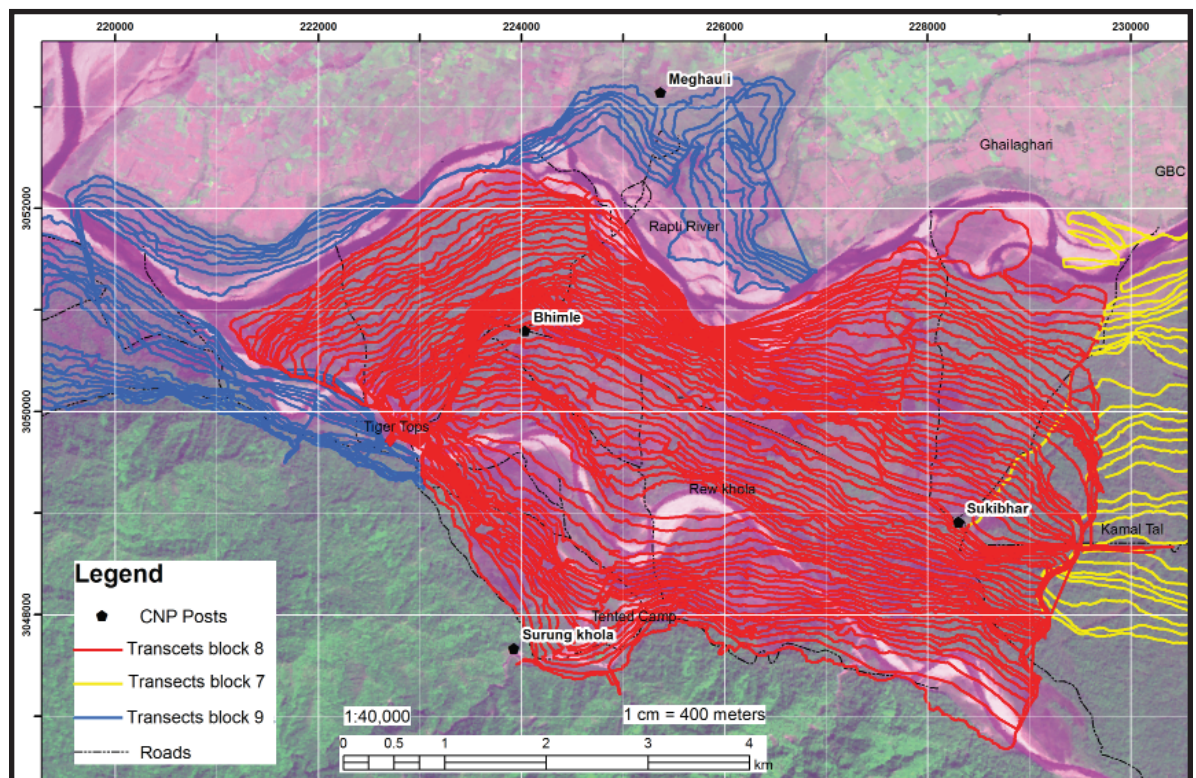 220000 222000 224000 226000 228000 230000
Meghauli
Ghailaghari
GBC
3052000
Rapti River
Bhimle
3050000
Tiger Tops
Rew khola
Sukibhar
Kamal Tal
Legend
CNP Posts
Transcets block 8
Transects block 7
Transects block 9
Roads
3048000
Tented Camp
Surung khola
1:40,000
1 cm = 400 meters
0 0.5 1 2 3 4
km